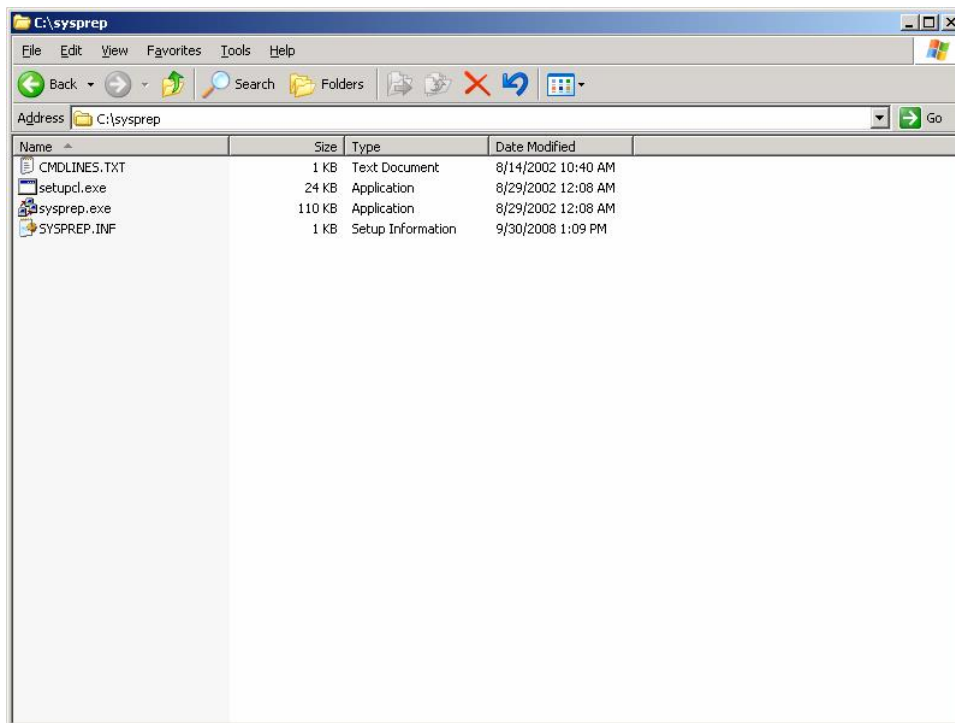 C:\sysprep
File Edit View Favorites Tools Help
Back Search Folders
Address C:\sysprep Go
Name Size Type Date Modified
CMDLINES.TXT 1 KB Text Document 8/14/2002 10:40 AM
setupcl.exe 24 KB Application 8/29/2002 12:08 AM
sysprep.exe 110 KB Application 8/29/2002 12:08 AM
SYSPREP.INF 1 KB Setup Information 9/30/2008 1:09 PM